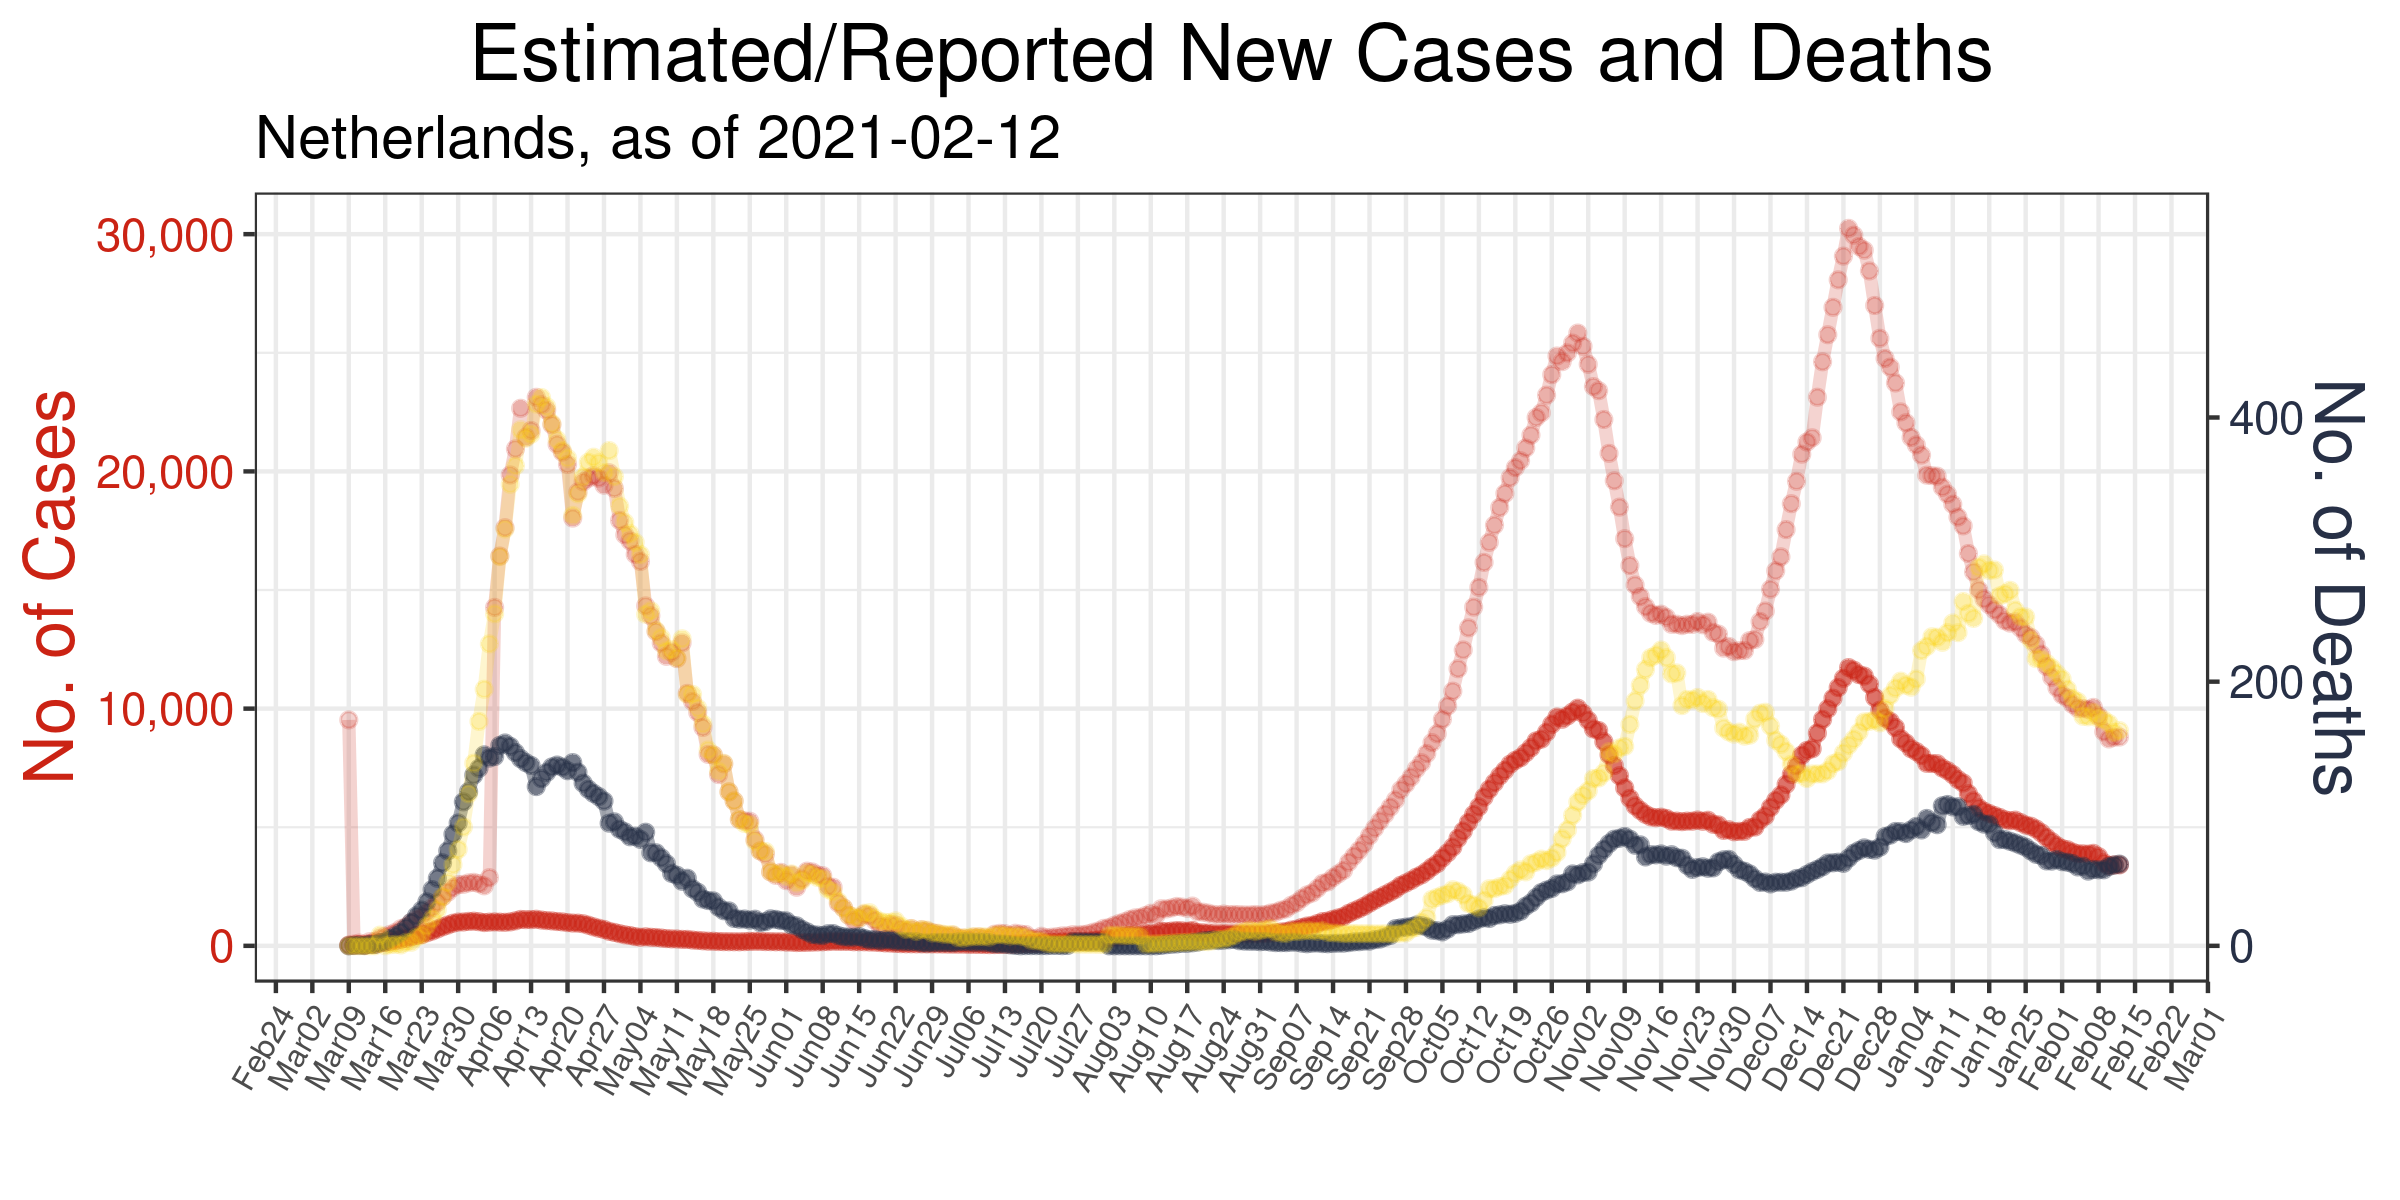 Estimated/Reported New Cases and Deaths
Netherlands, as of 2021-02-12
No. of Cases
30,000
20,000
10,000
0
No. of Deaths
400
200
0
Feb24
Mar02
Mar09
Mar16
Mar23
Mar30
Apr06
Apr13
Apr20
Apr27
May04
May11
May18
May25
Jun01
Jun08
Jun15
Jun22
Jun29
Jul06
Jul13
Jul20
Jul27
Aug03
Aug10
Aug17
Aug24
Aug31
Sep07
Sep14
Sep21
Sep28
Oct05
Oct12
Oct19
Oct26
Nov02
Nov09
Nov16
Nov23
Nov30
Dec07
Dec14
Dec21
Dec28
Jan04
Jan11
Jan18
Jan25
Feb01
Feb08
Feb15
Feb22
Mar01